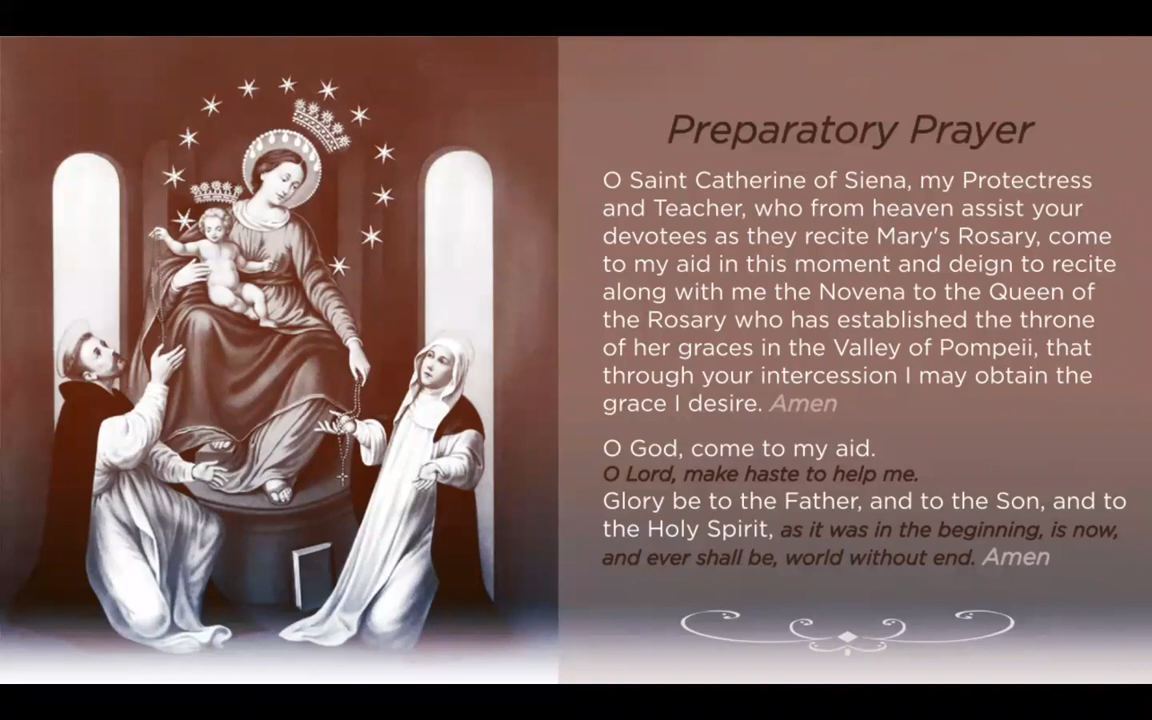 Preparatory Prayer
O Saint Catherine of Siena, my Protectress
and Teacher, who from heaven assist your
devotees as they recite Mary's Rosary, come
to my aid in this moment and deign to recite
along with me the Novena to the Queen of
the Rosary who has established the throne
of her graces in the Valley of Pompeii, that
through your intercession I may obtain the
grace I desire. Amen
O God, come to my aid.
O Lord, make haste to help me.
Glory be to the Father, and to the Son, and to
the Holy Spirit, as it was in the beginning, is now,
and ever shall be, world without end. Amen